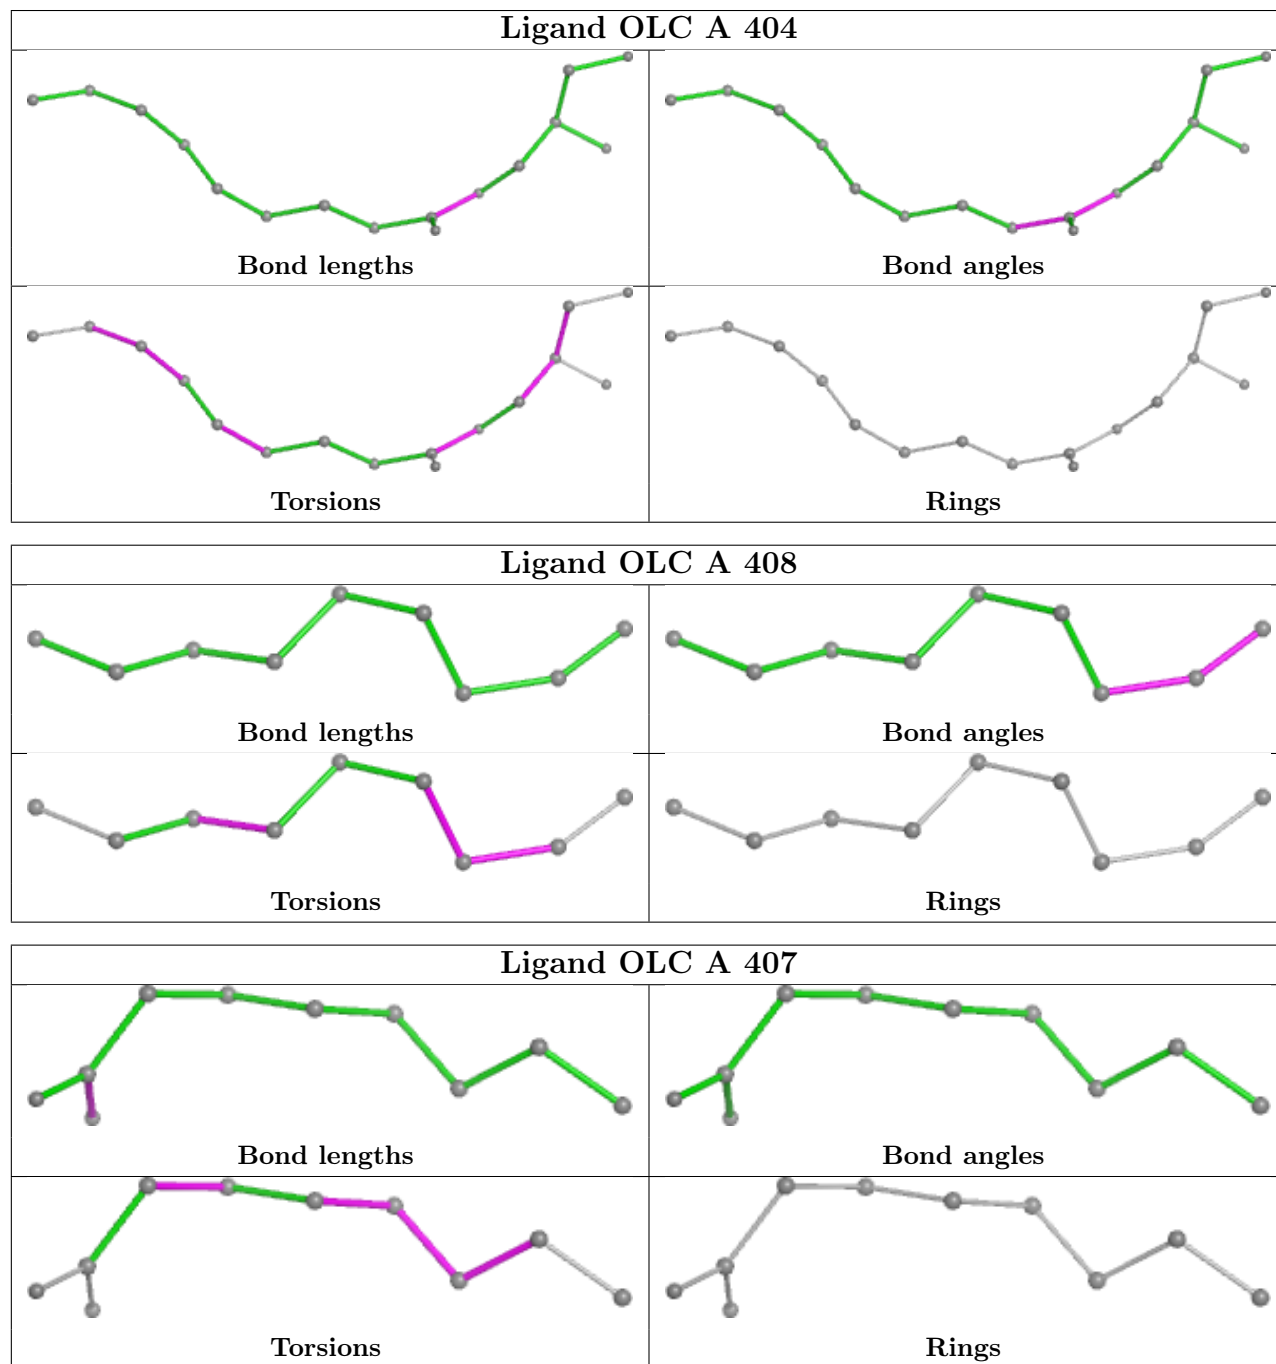 Ligand OLC A 404
Bond lengths
Bond angles
Torsions
Rings
Ligand OLC A 408
Bond lengths
Bond angles
Torsions
Rings
Ligand OLC A 407
Bond lengths
Bond angles
Torsions
Rings